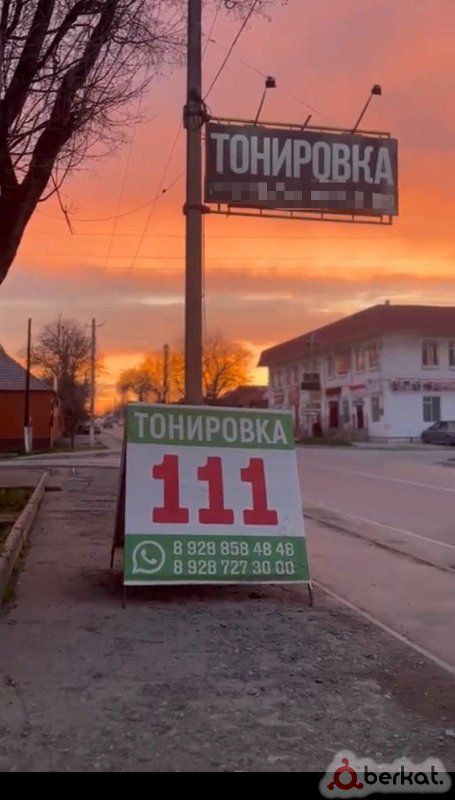 ТОНИРОВКА
ТОНИРОВКА
111
8 928 858 48 48
8 928 727 30 00
berkat.